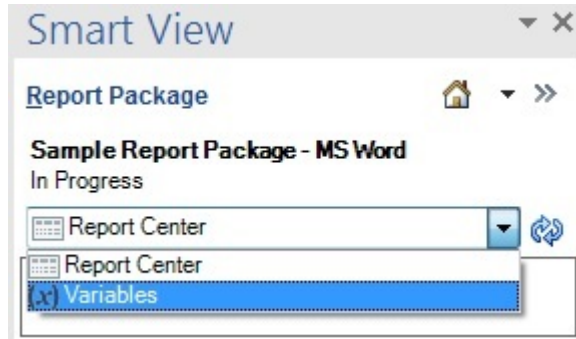 Smart View
Report Package
Sample Report Package - MS Word
In Progress
Report Center
Report Center
(x) Variables